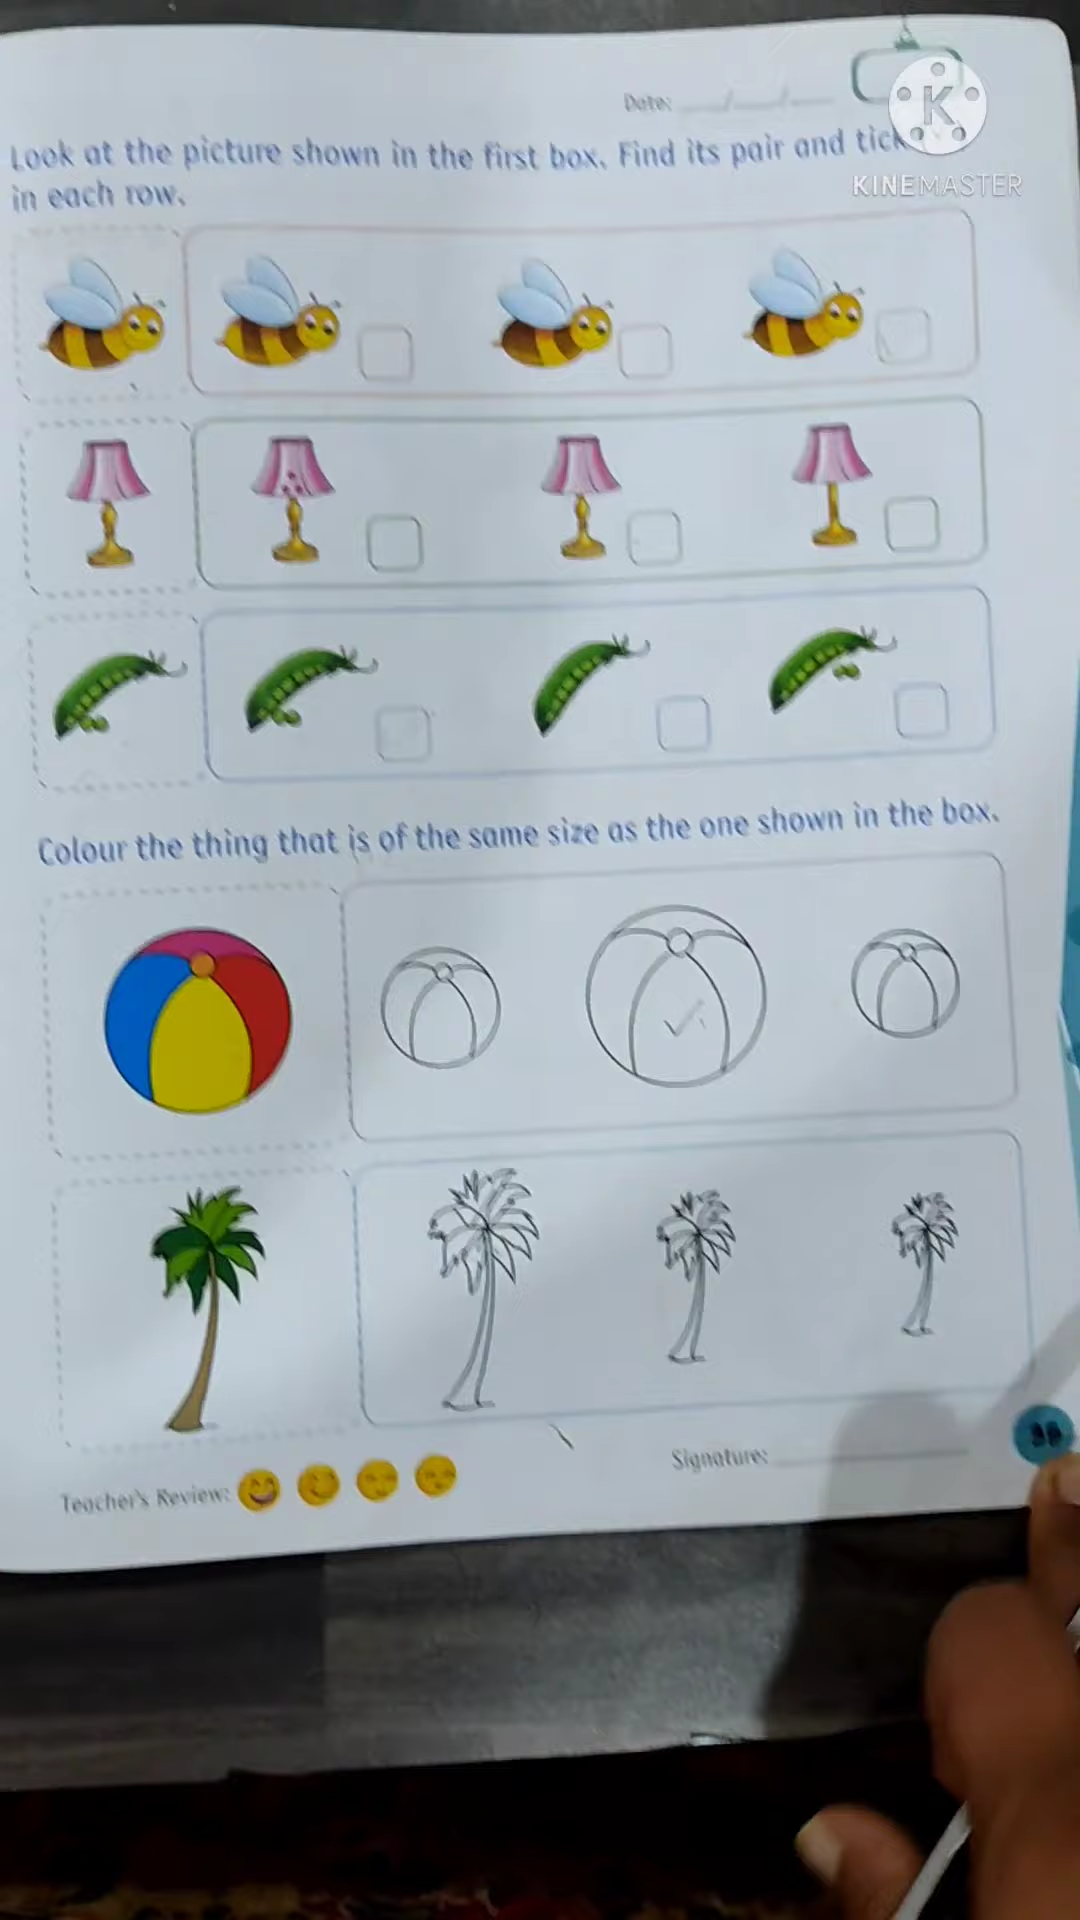 Date:
KINEMASTER
Look at the picture shown in the first box. Find its pair and tick
in each row.
Colour the thing that is of the same size as the one shown in the box.
Teacher's Review:
Signature: